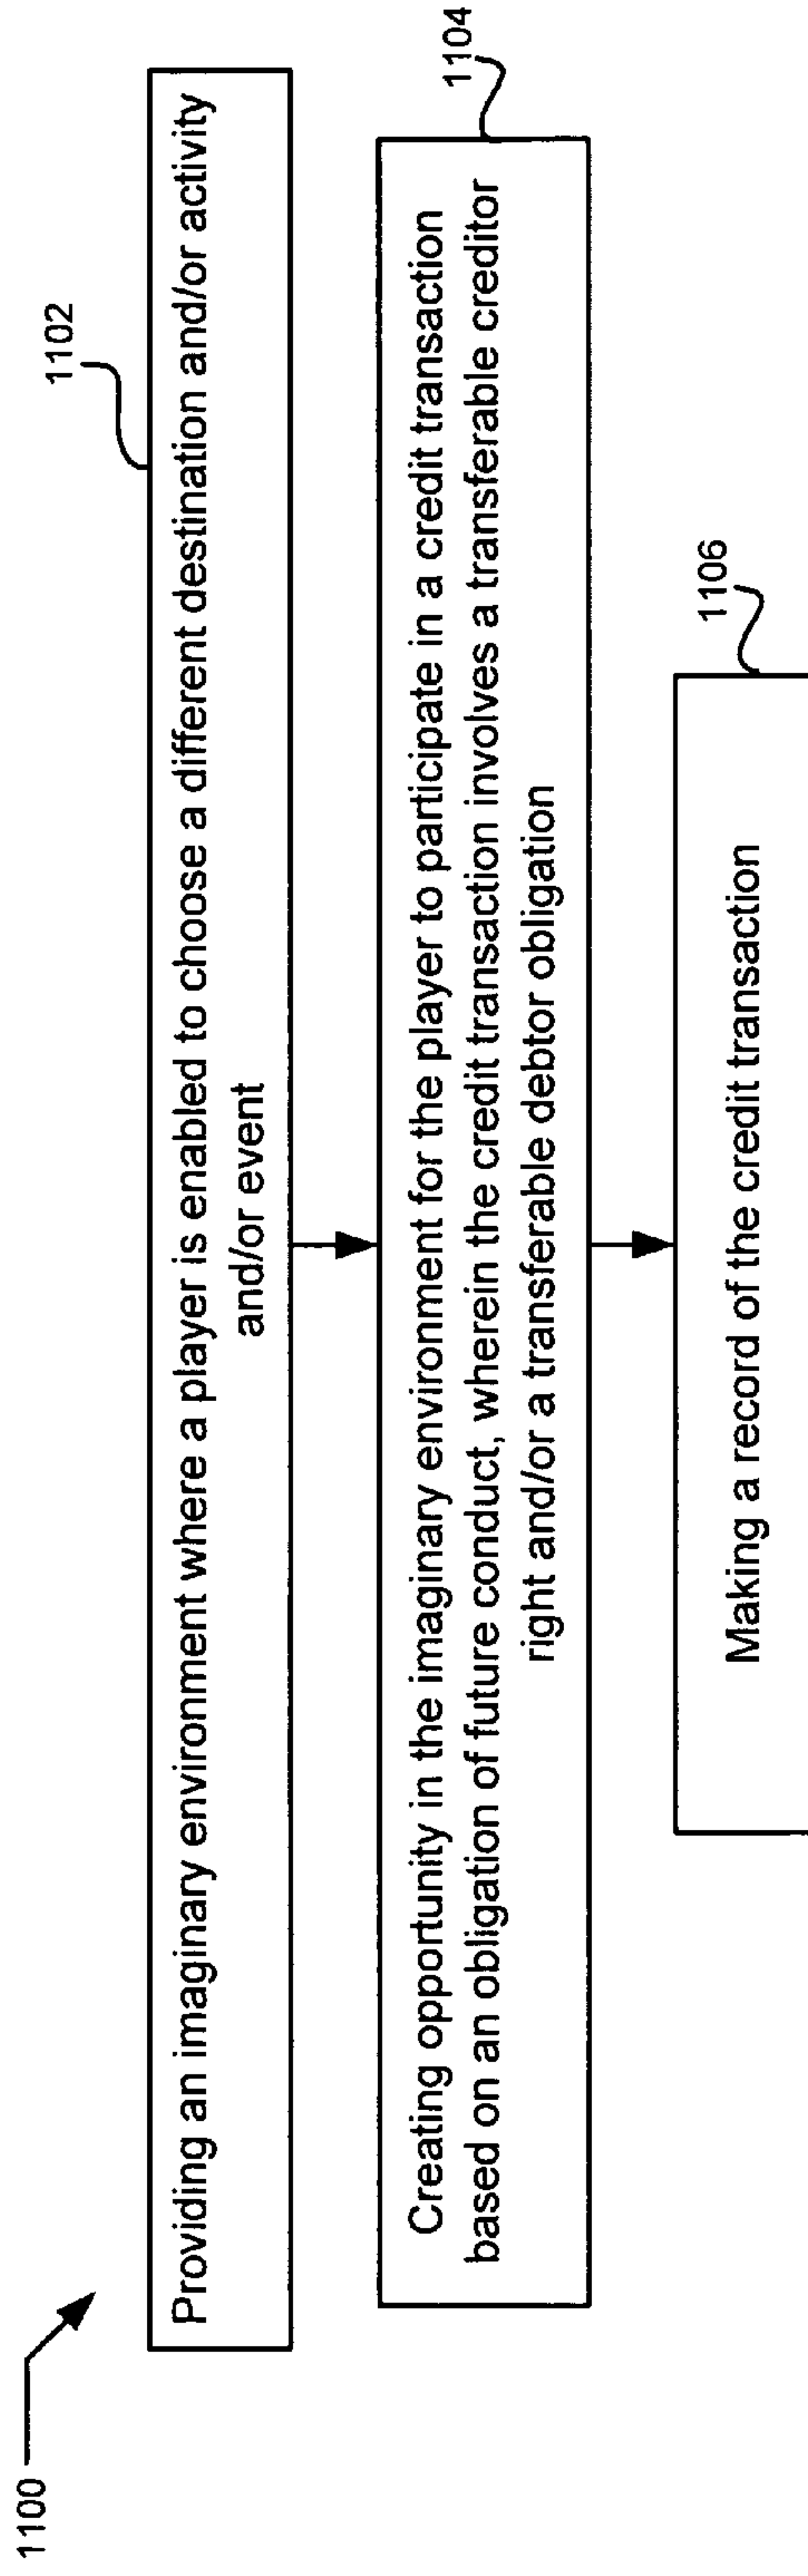 1100
1102
Providing an imaginary environment where a player is enabled to choose a different destination and/or activity
and/or event
1104
Creating opportunity in the imaginary environment for the player to participate in a credit transaction
based on an obligation of future conduct, wherein the credit transaction involves a transferable creditor
right and/or a transferable debtor obligation
1106
Making a record of the credit transaction